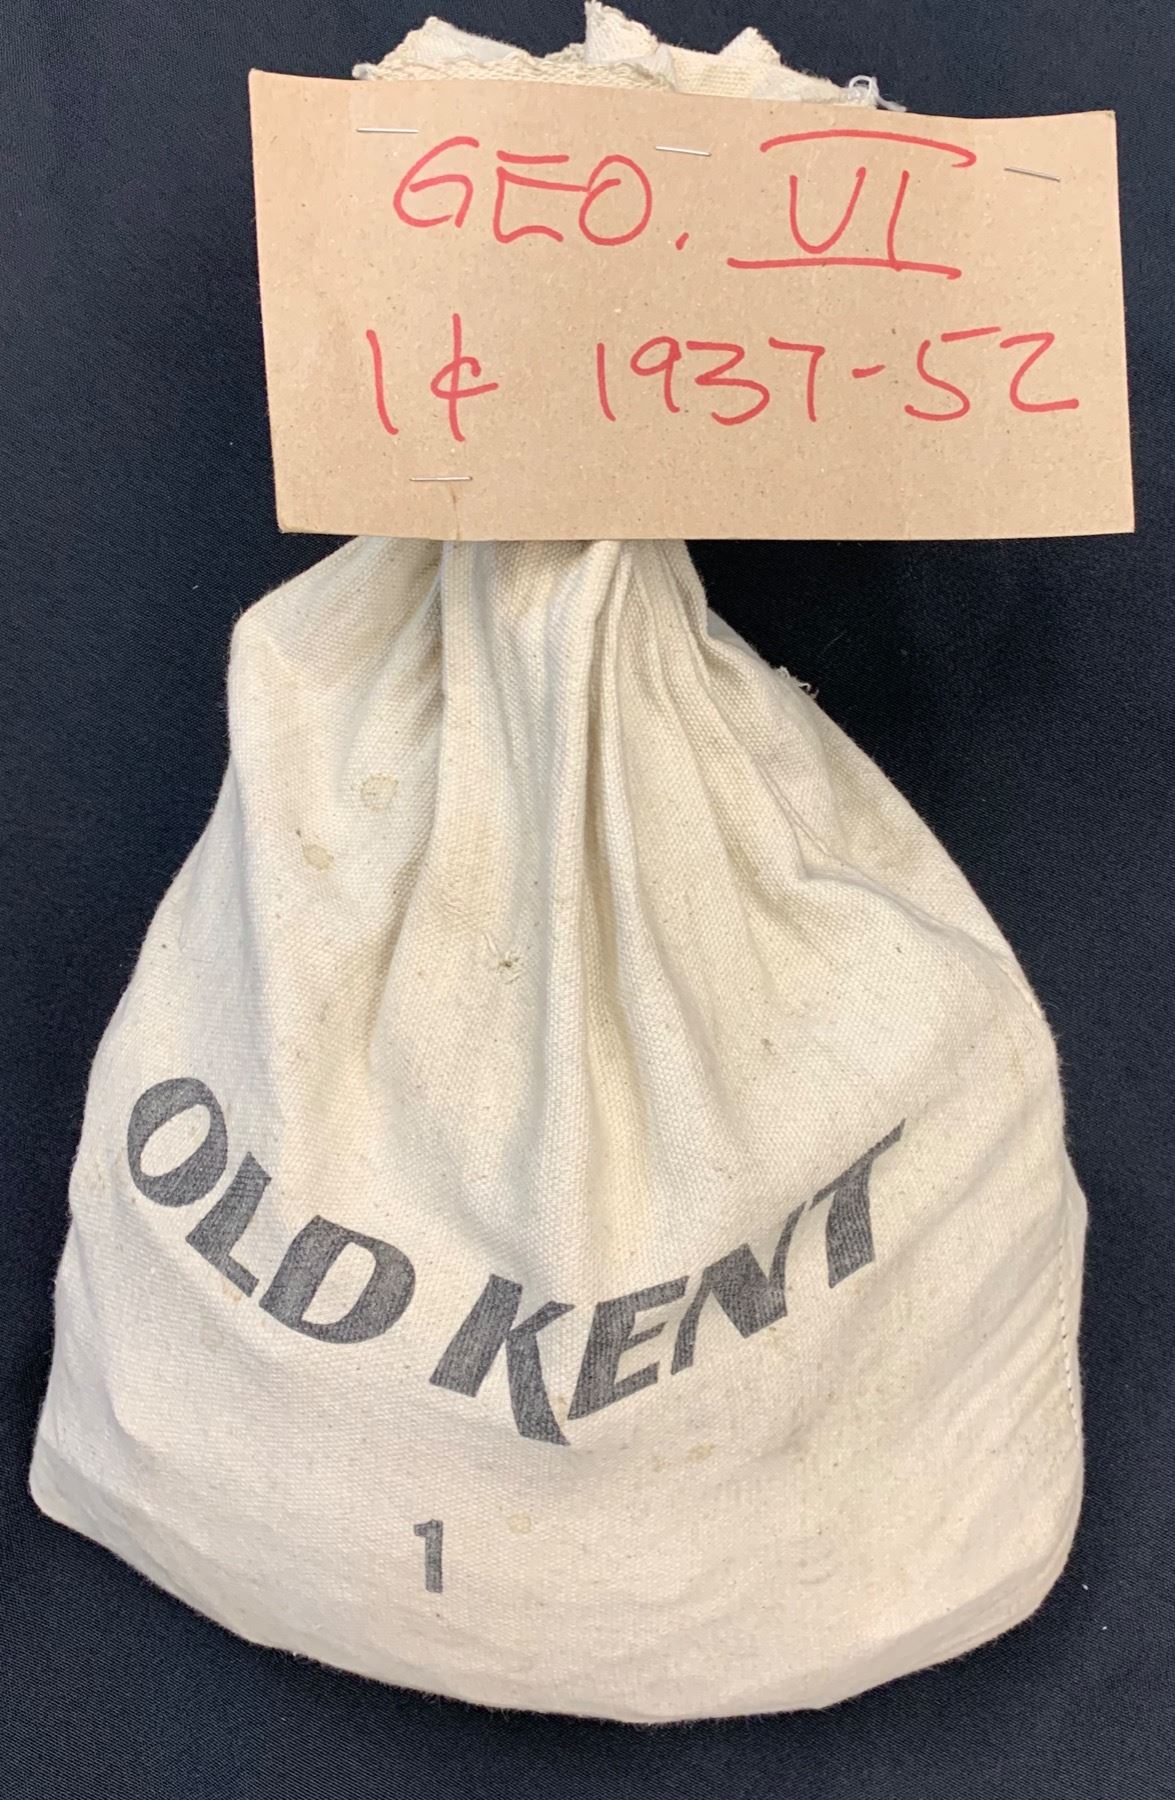 GEO. VI
1¢ 1937-52
OLD KENT
1